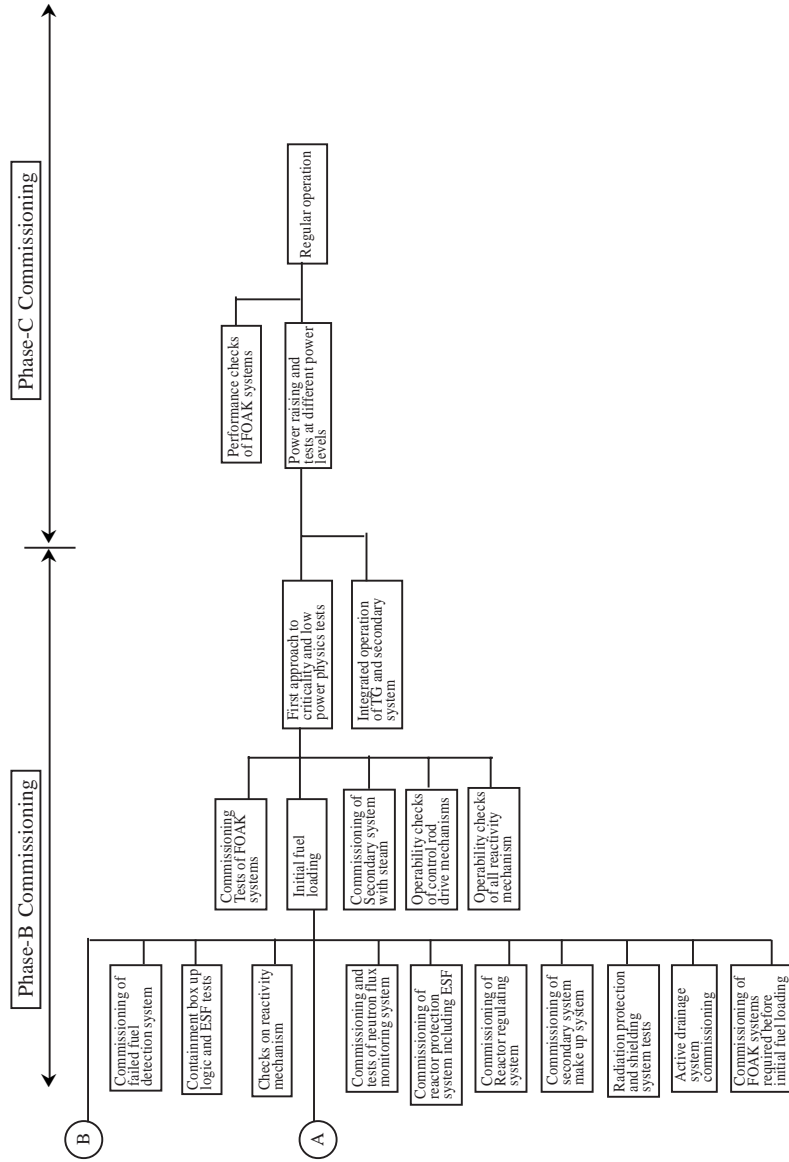 Phase-B Commissioning
Phase-C Commissioning
B
A
Commissioning of
failed fuel
detection system
Containment box up
logic and ESF tests
Checks on reactivity
mechanism
Commissioning and
tests of neutron flux
monitoring system
Commissioning of
reactor protection
system including ESF
Commissioning of
Reactor regulating
system
Commissioning of
secondary system
make up system
Radiation protection
and shielding
system tests
Active drainage
system
commissioning
Commissioning of
FOAK systems
required before
initial fuel loading
Commissioning
Tests of FOAK
systems
Initial fuel
loading
Commissioning of
Secondary system
with steam
Operability checks
of control rod
drive mechanisms
Operability checks
of all reactivity
mechanism
First approach to
criticality and low
power physics tests
Integrated operation
of TG and secondary
system
Performance checks
of FOAK systems
Power raising and
tests at different power
levels
Regular operation